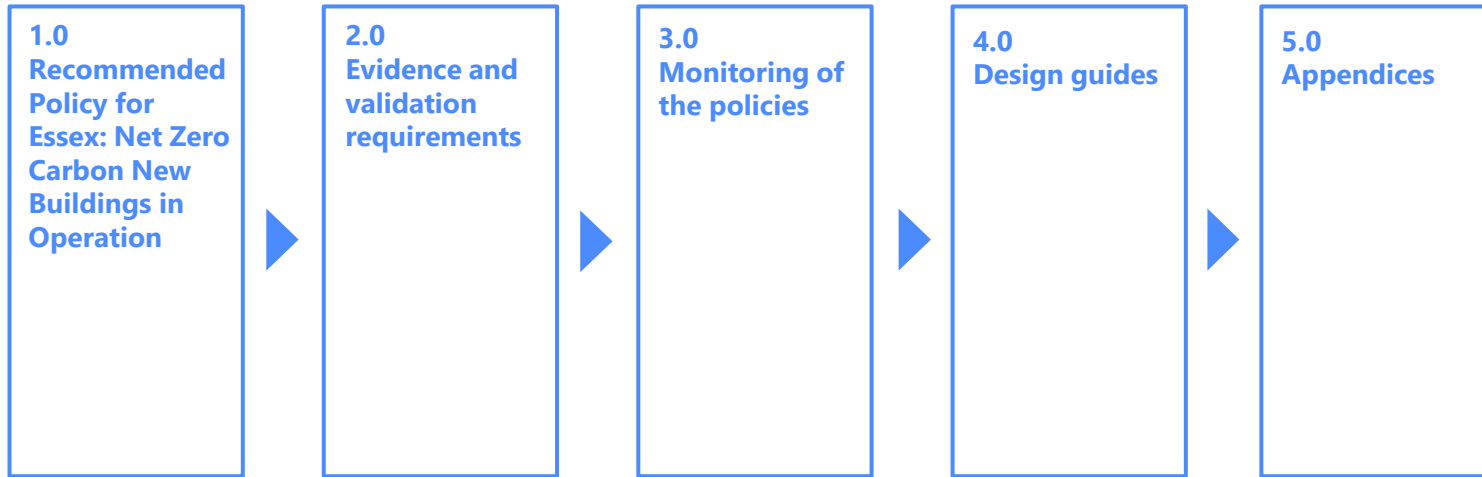 1.0
Recommended
Policy for
Essex: Net Zero
Carbon New
Buildings in
Operation
2.0
Evidence and
validation
requirements
3.0
Monitoring of
the policies
4.0
Design guides
5.0
Appendices